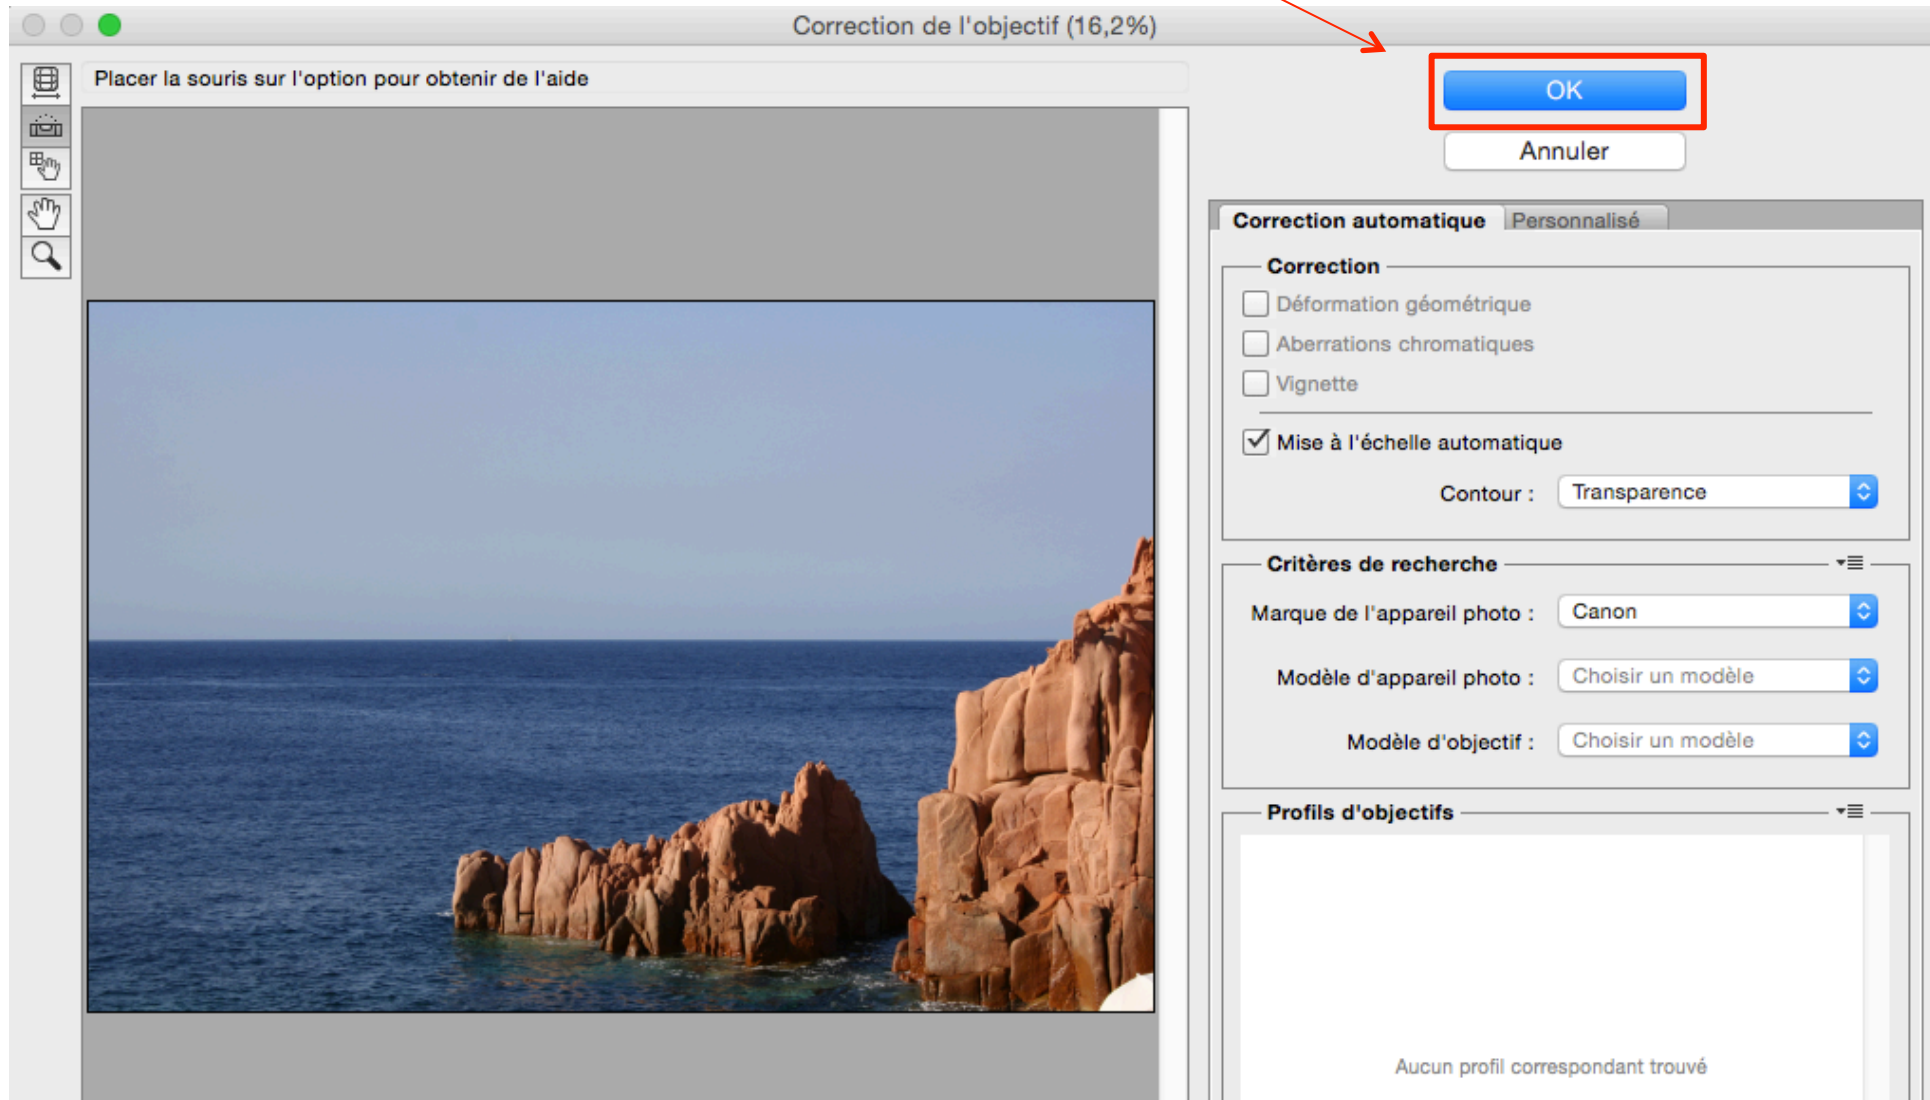 Correction de l'objectif (16,2%)
Placer la souris sur l'option pour obtenir de l'aide
OK
Annuler
Correction automatique Personnalisé
Correction
Déformation géométrique
Aberrations chromatiques
Vignette
Mise à l'échelle automatique
Contour : Transparence
Critères de recherche
Marque de l'appareil photo : Canon
Modèle d'appareil photo : Choisir un modèle
Modèle d'objectif : Choisir un modèle
Profils d'objectifs
Aucun profil correspondant trouvé